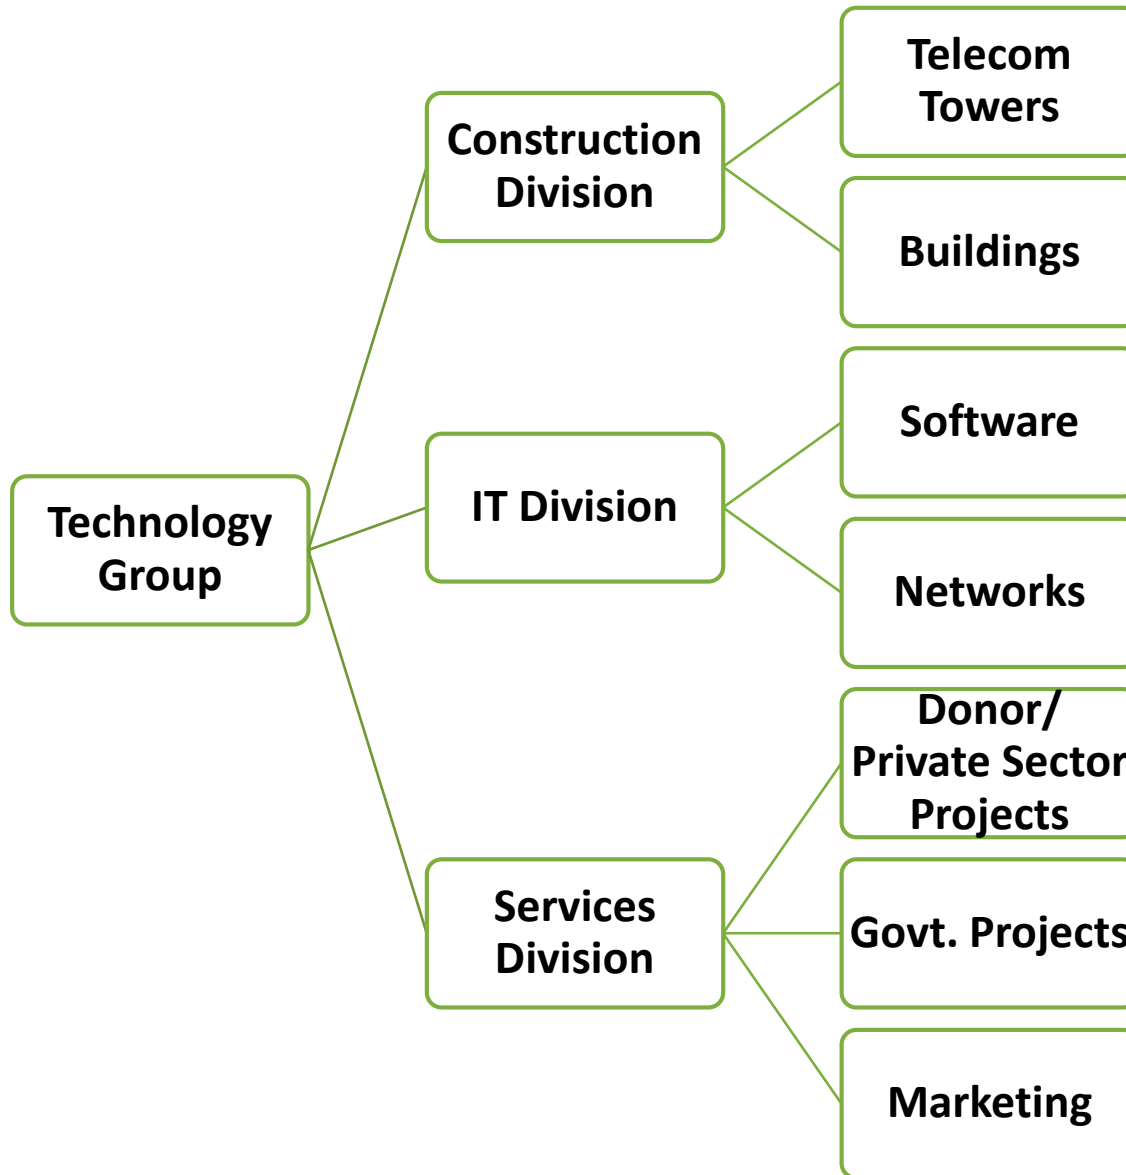 Telecom
Towers
Construction
Division
Buildings
Software
IT Division
Networks
Technology
Group
Donor/
Private Sector
Projects
Services
Division
Govt. Projects
Marketing